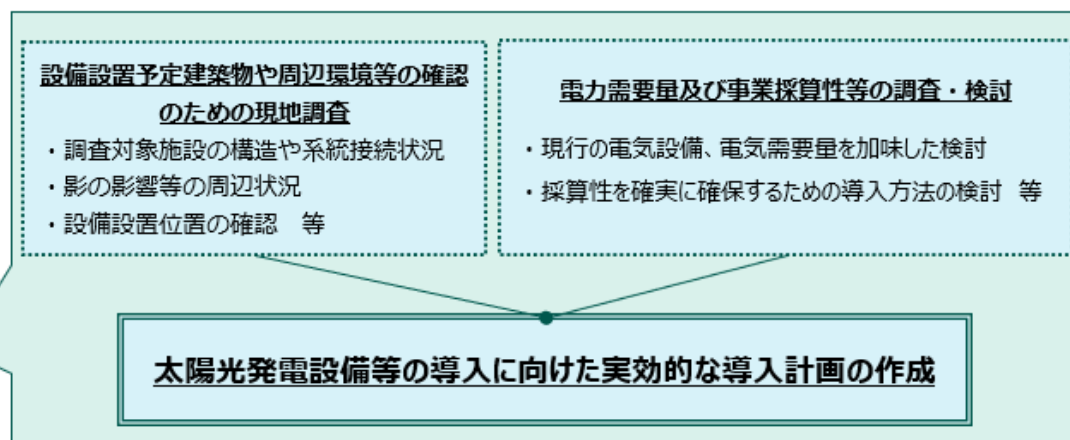 設備設置予定建築物や周辺環境等の確認
のための現地調査
・調査対象施設の構造や系統接続状況
・影の影響等の周辺状況
・設備設置位置の確認　等
電力需要量及び事業採算性等の調査・検討
・現行の電気設備、電気需要量を加味した検討
・採算性を確実に確保するための導入方法の検討　等
太陽光発電設備等の導入に向けた実効的な導入計画の作成